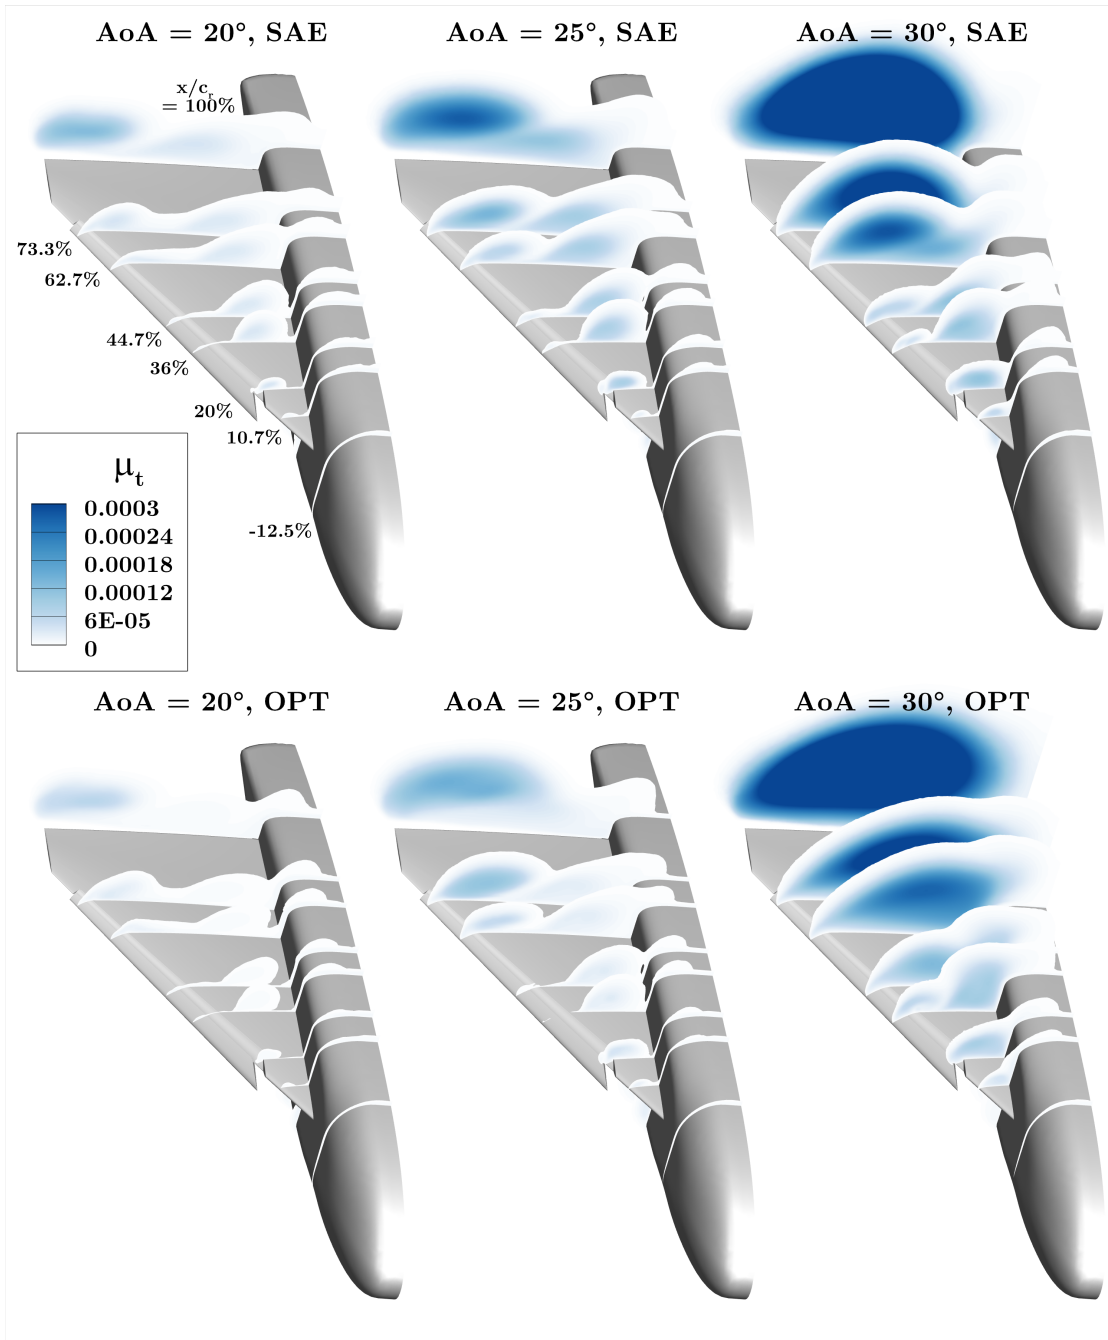 AoA = 20°, SAE
AoA = 25°, SAE
AoA = 30°, SAE
x/cᵣ
= 100%
73.3%
62.7%
44.7%
36%
20%
10.7%
-12.5%
μₜ
0.0003
0.00024
0.00018
0.00012
6E-05
0
AoA = 20°, OPT
AoA = 25°, OPT
AoA = 30°, OPT